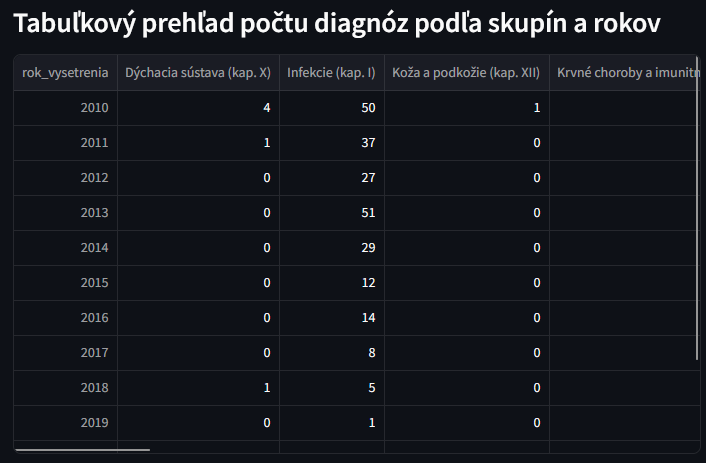 Tabuľkový prehľad počtu diagnóz podľa skupín a rokov
rok_vysetrenia Dýchacia sústava (kap. X) Infekcie (kap. I) Koža a podkožie (kap. XII) Krvné choroby a imunitn
2010 4 50 1
2011 1 37 0
2012 0 27 0
2013 0 51 0
2014 0 29 0
2015 0 12 0
2016 0 14 0
2017 0 8 0
2018 1 5 0
2019 0 1 0